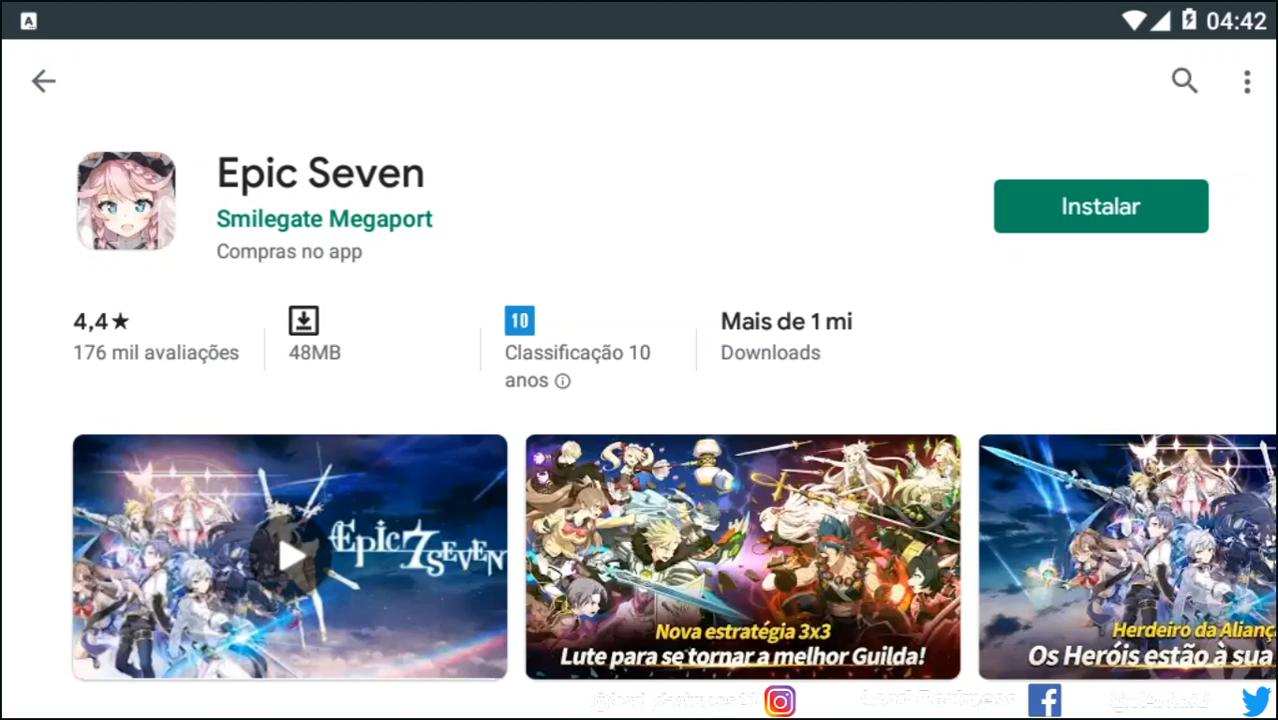 A
04:42
Epic Seven
Smilegate Megaport
Compras no app
Instalar
4,4★
176 mil avaliações
48MB
10
Classificação 10
anos
Mais de 1 mi
Downloads
Epic 7 SEVEN
Nova estratégia 3x3
Lute para se tornar a melhor Guilda!
Herdeiro da Alianç
Os Heróis estão à sua